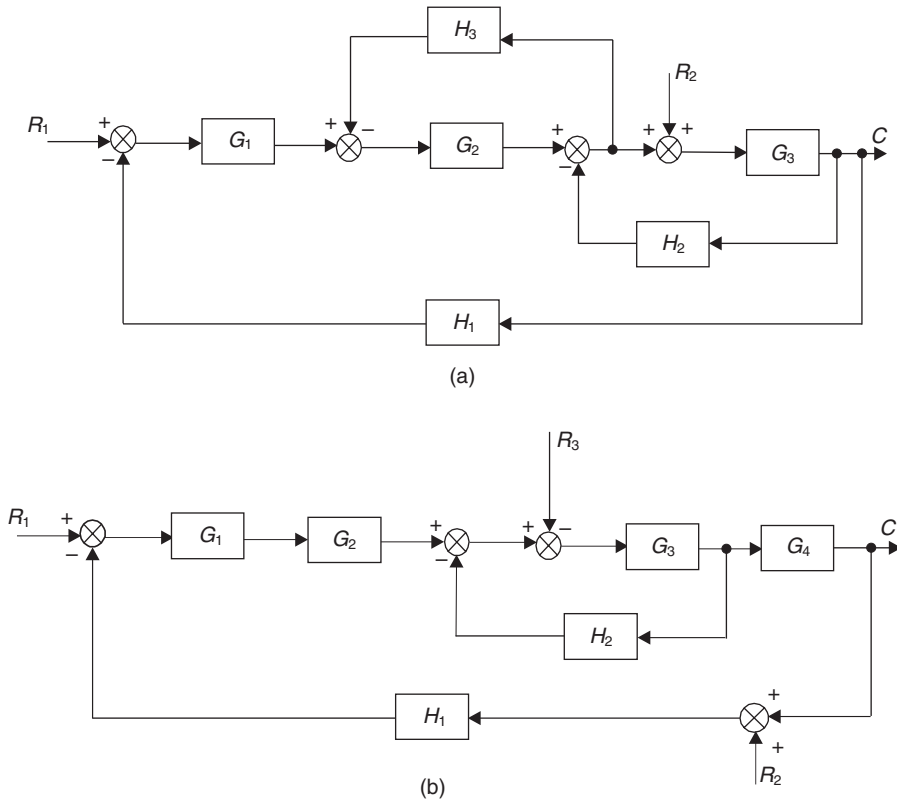 H3
R2
R1 + − G1 + − G2 + − + + G3 C
H2
H1
(a)
R3
R1 + − G1 G2 + − + − G3 G4 C
H2
H1 + +
R2
(b)